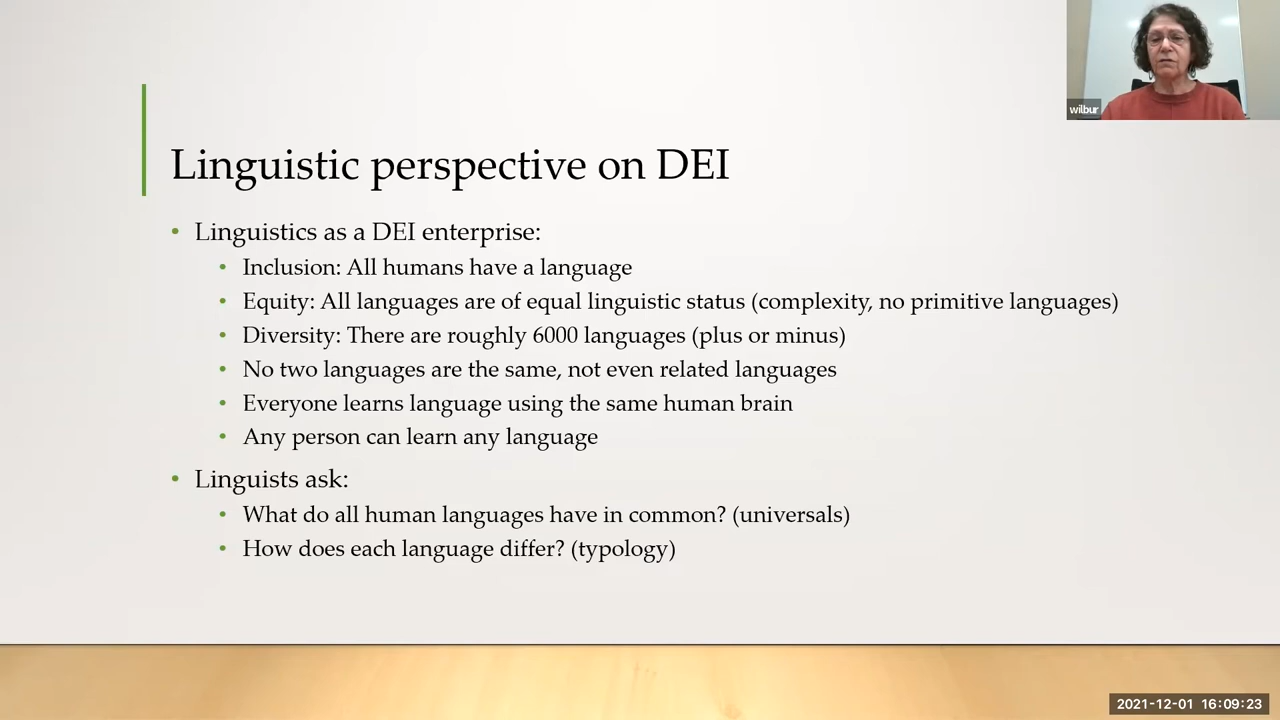 wilbur
Linguistic perspective on DEI
• Linguistics as a DEI enterprise:
• Inclusion: All humans have a language
• Equity: All languages are of equal linguistic status (complexity, no primitive languages)
• Diversity: There are roughly 6000 languages (plus or minus)
• No two languages are the same, not even related languages
• Everyone learns language using the same human brain
• Any person can learn any language
• Linguists ask:
• What do all human languages have in common? (universals)
• How does each language differ? (typology)
2021-12-01 16:09:23